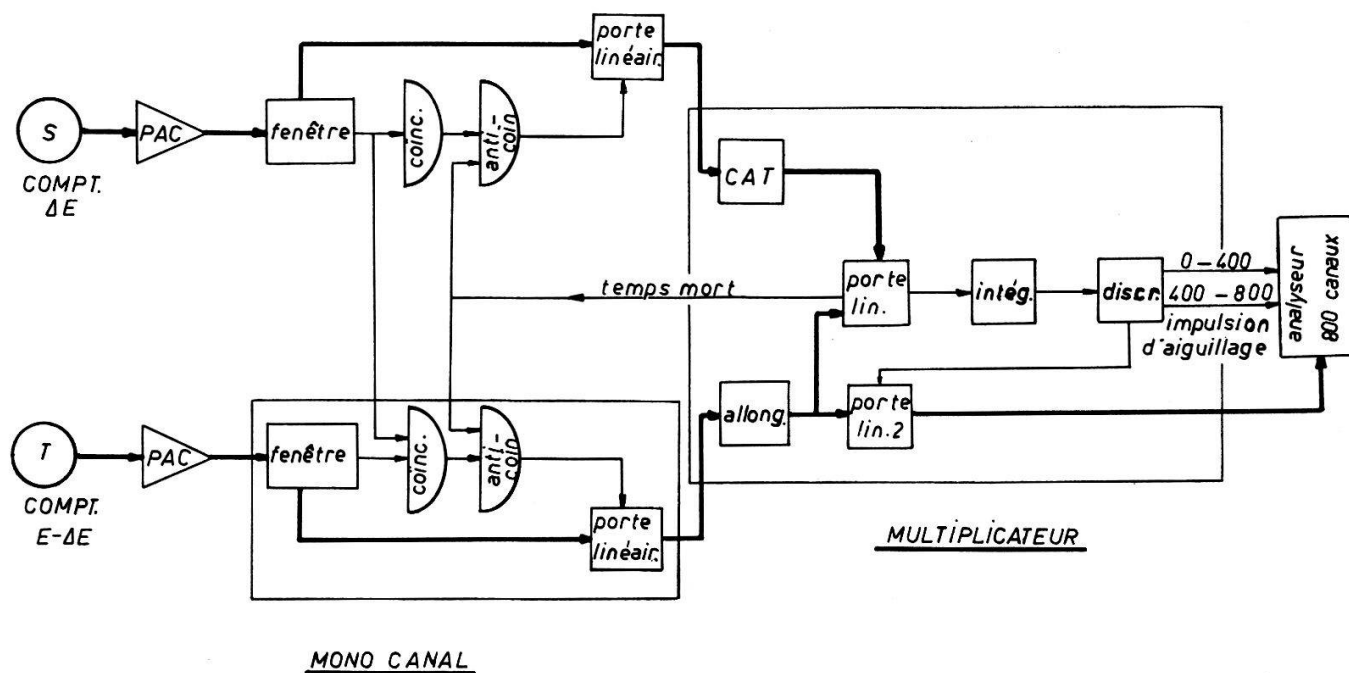 porte
linéair.
S
PAC
fenêtre
coinc.
anti-
coin
COMPT.
ΔE
CAT
analyseur
800 canaux
0-400
porte
lin.
intég.
discr.
400-800
temps mort
impulsion
d'aiguillage
allong.
porte
lin.2
T
PAC
fenêtre
coinc.
anti-
coin
COMPT.
E-ΔE
porte
linéair.
MULTIPLICATEUR
MONO CANAL